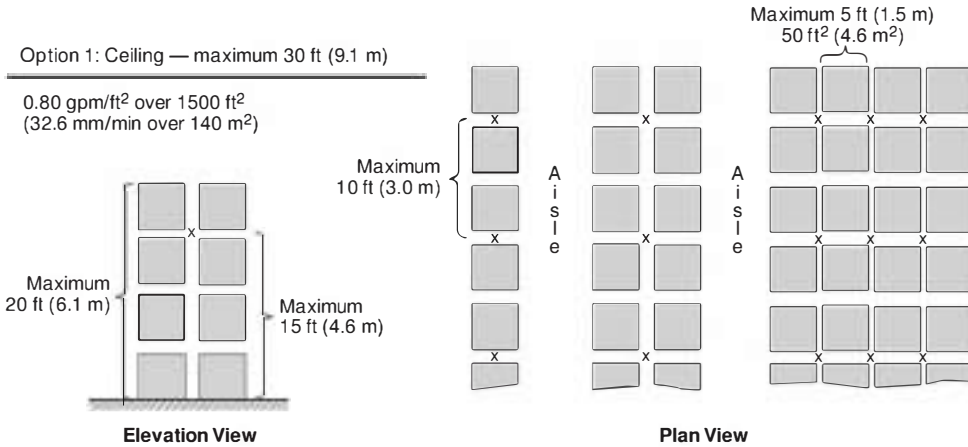 Option 1: Ceiling — maximum 30 ft (9.1 m)
0.80 gpm/ft² over 1500 ft²
(32.6 mm/min over 140 m²)
x
Maximum
20 ft (6.1 m)
Maximum
15 ft (4.6 m)
Elevation View
Maximum 5 ft (1.5 m)
50 ft² (4.6 m²)
x x x x x
Maximum
10 ft (3.0 m)
Aisle
Aisle
x x x x x
x x x x x
Plan View